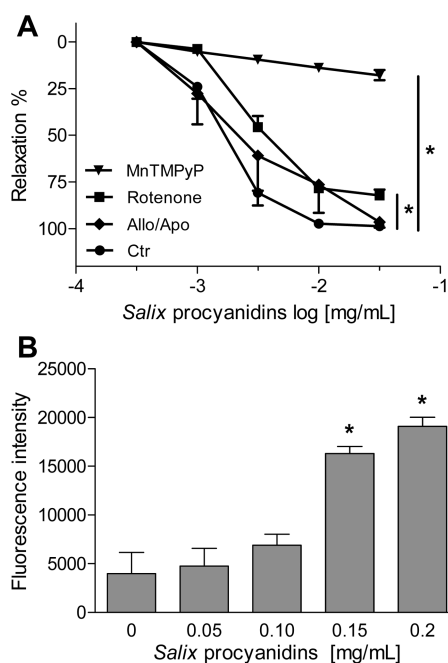 A
0
25
50
75
100
Relaxation %
MnTMPyP
Rotenone
Allo/Apo
Ctr
*
*
-4 -3 -2 -1
Salix procyanidins log [mg/mL]
B
25000
20000
15000
10000
5000
0
Fluorescence intensity
* *
0 0.05 0.10 0.15 0.2
Salix procyanidins [mg/mL]